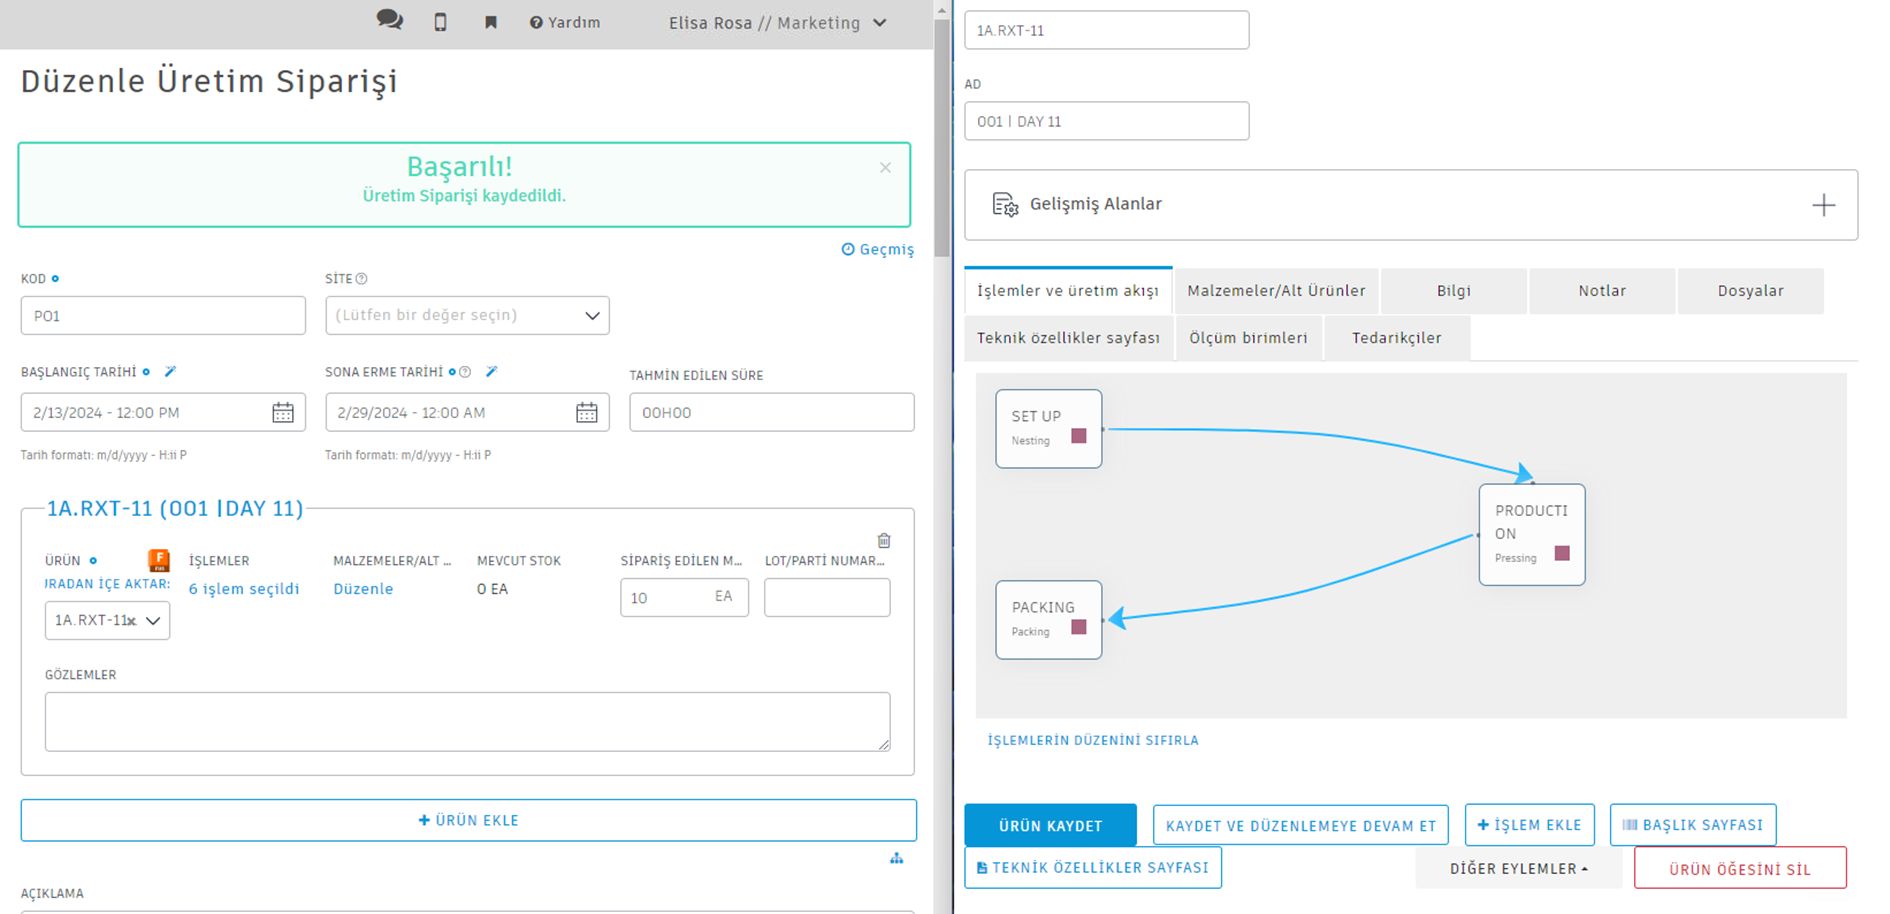 Yardım
Elisa Rosa // Marketing
Düzenle Üretim Siparişi
Başarılı!
Üretim Siparişi kaydedildi.
Geçmiş
KOD
SİTE
PO1
(Lütfen bir değer seçin)
BAŞLANGIÇ TARİHİ
SONA ERME TARİHİ
TAHMİN EDİLEN SÜRE
2/13/2024 - 12:00 PM
2/29/2024 - 12:00 AM
00H00
Tarih formatı: m/d/yyyy - H:ii P
Tarih formatı: m/d/yyyy - H:ii P
1A.RXT-11 (001 |DAY 11)
ÜRÜN
İŞLEMLER
MALZEMELER/ALT ...
MEVCUT STOK
SİPARİŞ EDİLEN M...
LOT/PARTİ NUMAR...
URADAN İÇE AKTAR:
6 işlem seçildi
Düzenle
0 EA
10
EA
1A.RXT-11
GÖZLEMLER
+ ÜRÜN EKLE
AÇIKLAMA
1A.RXT-11
AD
001 | DAY 11
Gelişmiş Alanlar
İşlemler ve üretim akışı
Malzemeler/Alt Ürünler
Bilgi
Notlar
Dosyalar
Teknik özellikler sayfası
Ölçüm birimleri
Tedarikçiler
SET UP
Nesting
PRODUCTI
ON
Pressing
PACKING
Packing
İŞLEMLERİN DÜZENİNİ SIFIRLA
ÜRÜN KAYDET
KAYDET VE DÜZENLEMEYE DEVAM ET
+ İŞLEM EKLE
BAŞLIK SAYFASI
TEKNİK ÖZELLİKLER SAYFASI
DİĞER EYLEMLER
ÜRÜN ÖĞESİNİ SİL